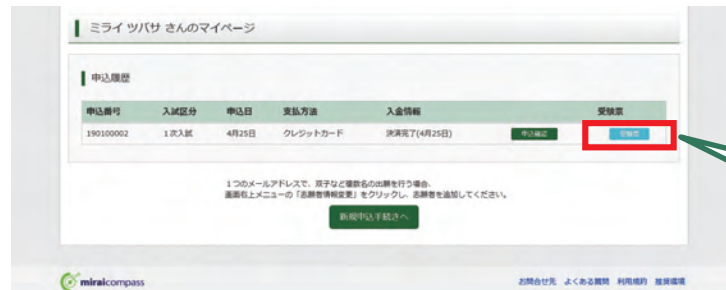 ミライ ツバサ さんのマイページ
申込履歴
申込番号 入試区分 申込日 支払方法 入金情報 受験票
190100002 1次入試 4月25日 クレジットカード 決済完了(4月25日) 申込確認 受験票
1つのメールアドレスで、双子など複数名の出願を行う場合、
画面右上メニューの「志願者情報変更」をクリックし、志願者を追加してください。
新規申込手続きへ
miraicompass お問合せ先 よくある質問 利用規約 推奨環境